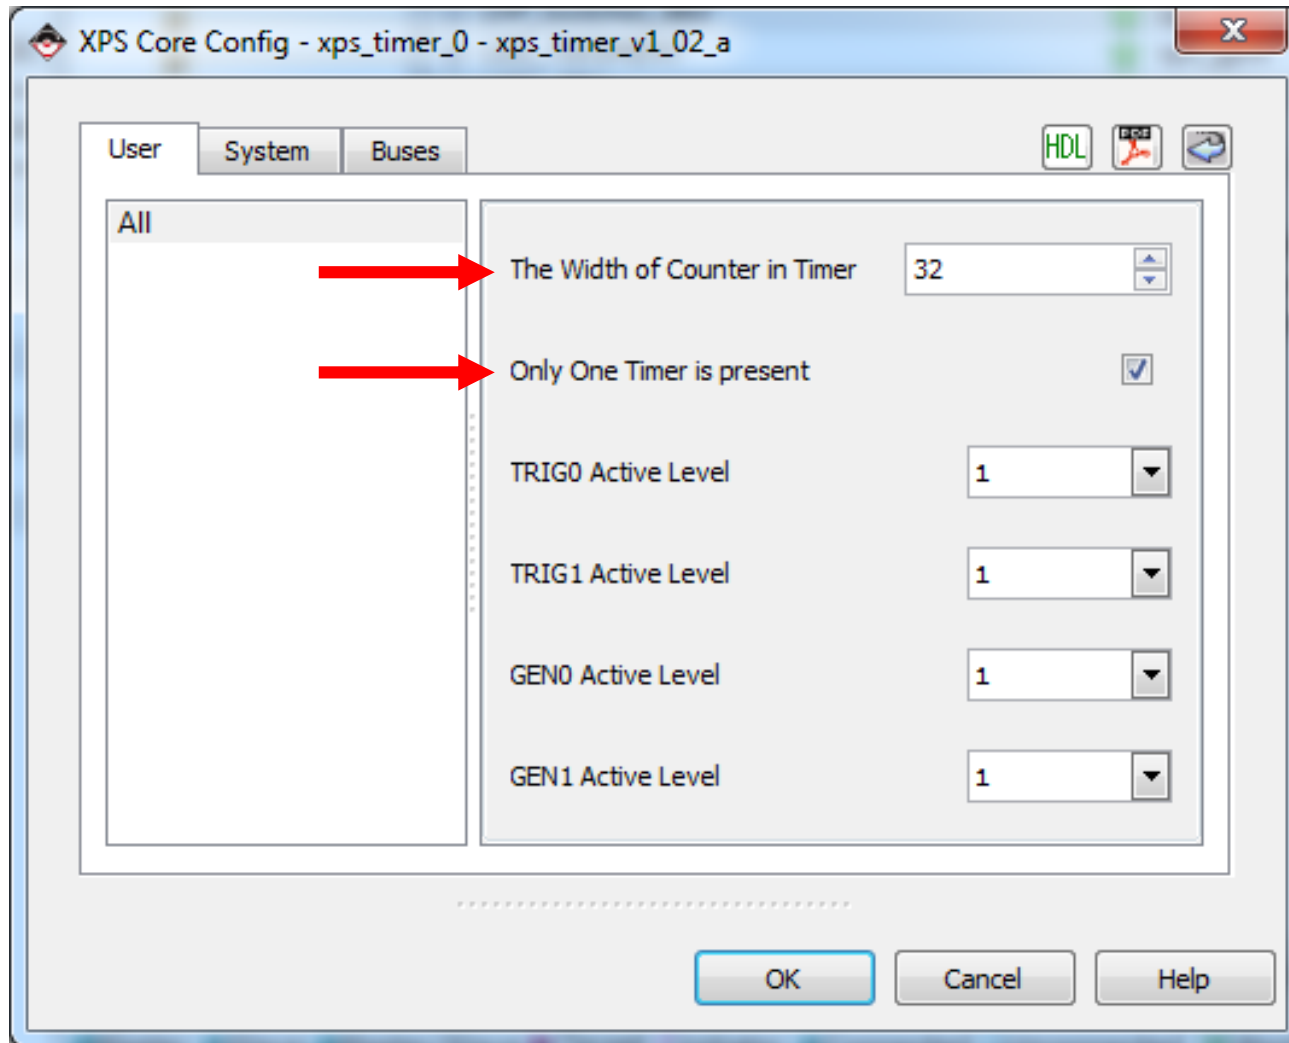 XPS Core Config - xps_timer_0 - xps_timer_v1_02_a
X
User System Buses
HDL PDF
All
The Width of Counter in Timer 32
Only One Timer is present
TRIG0 Active Level 1
TRIG1 Active Level 1
GEN0 Active Level 1
GEN1 Active Level 1
OK Cancel Help